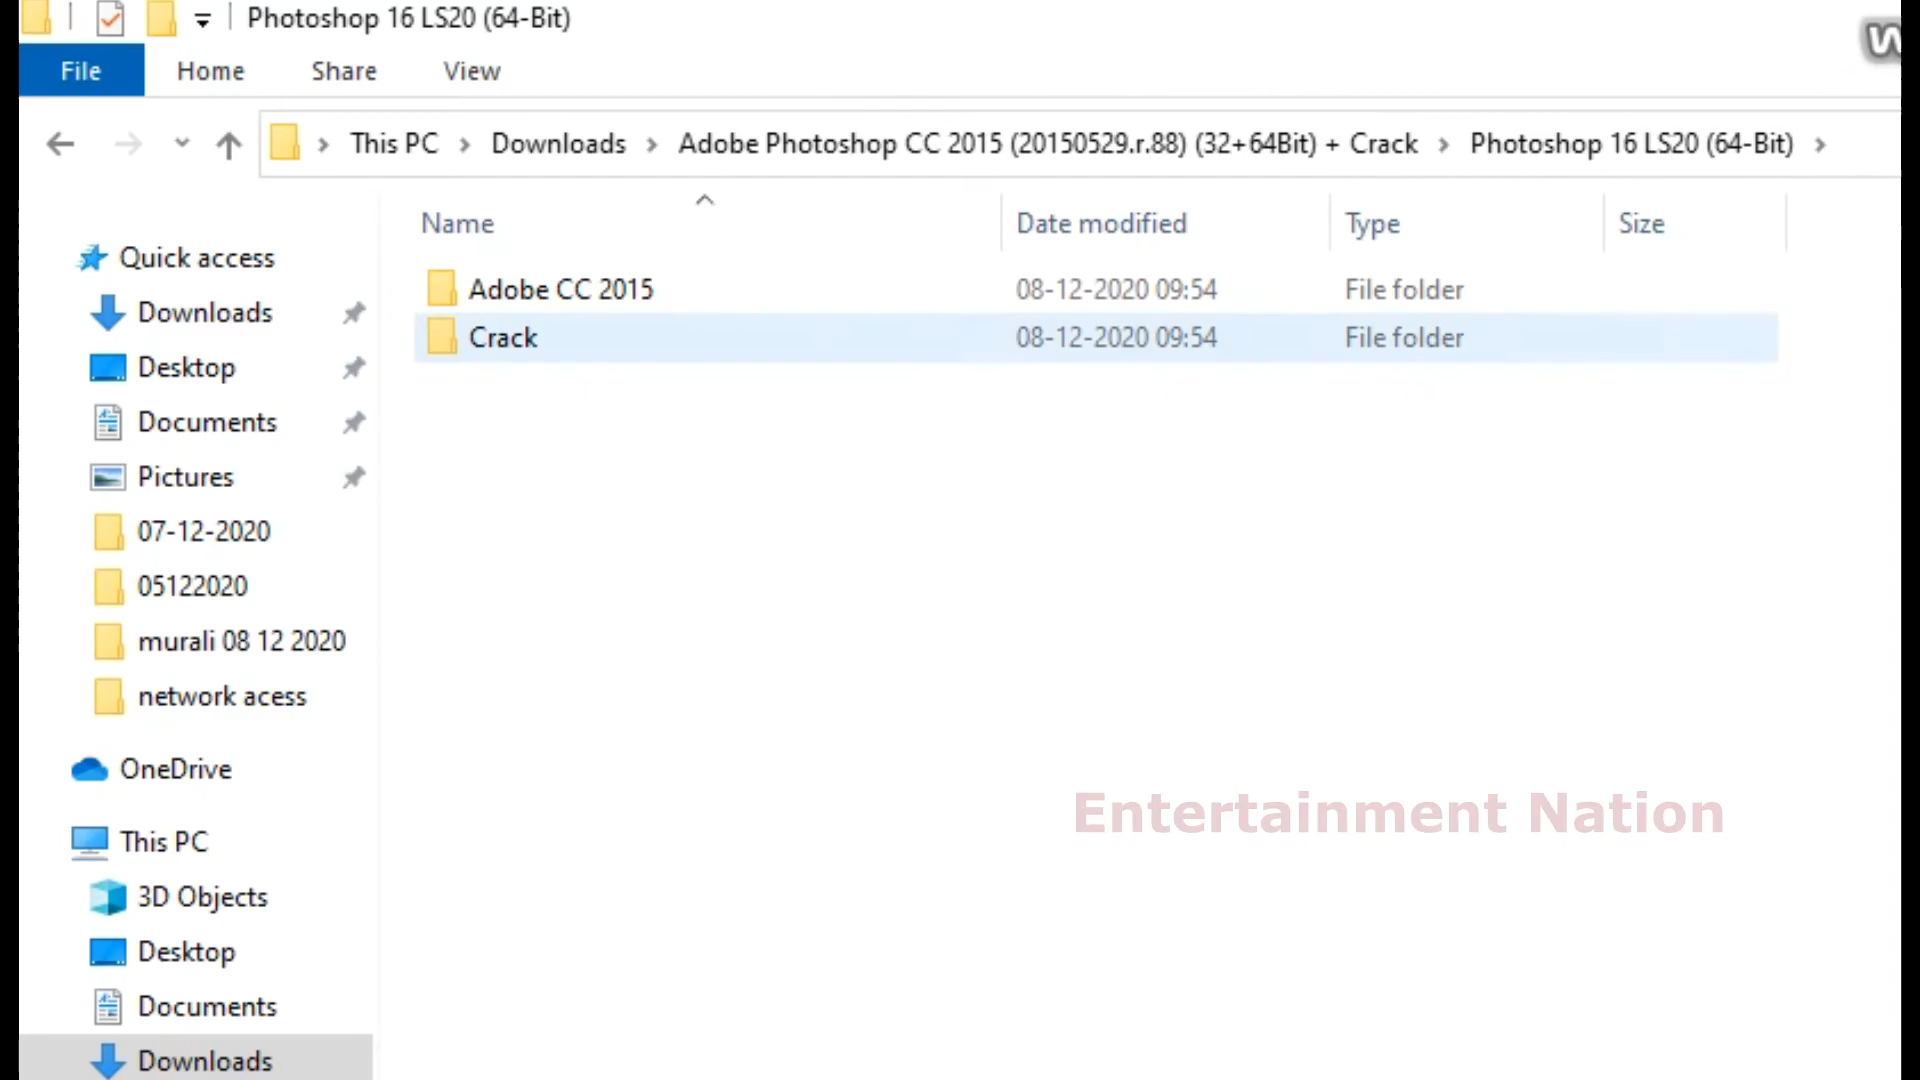 Photoshop 16 LS20 (64-Bit)
File Home Share View
This PC Downloads Adobe Photoshop CC 2015 (20150529.r.88) (32+64Bit) + Crack Photoshop 16 LS20 (64-Bit)
Name Date modified Type Size
Adobe CC 2015 08-12-2020 09:54 File folder
Crack 08-12-2020 09:54 File folder
Quick access
Downloads
Desktop
Documents
Pictures
07-12-2020
05122020
murali 08 12 2020
network acess
OneDrive
This PC
3D Objects
Desktop
Documents
Downloads
Entertainment Nation